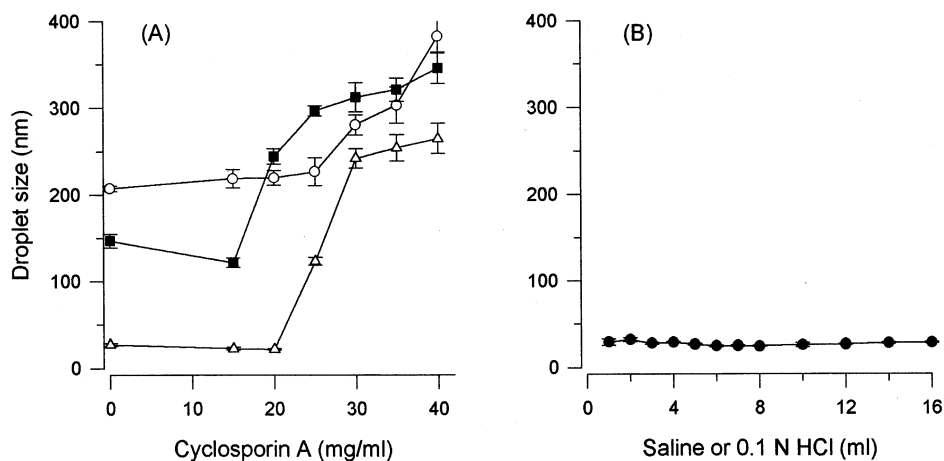 (A)
Droplet size (nm)
400
300
200
100
0
0 10 20 30 40
Cyclosporin A (mg/ml)
(B)
400
300
200
100
0
0 4 8 12 16
Saline or 0.1 N HCl (ml)